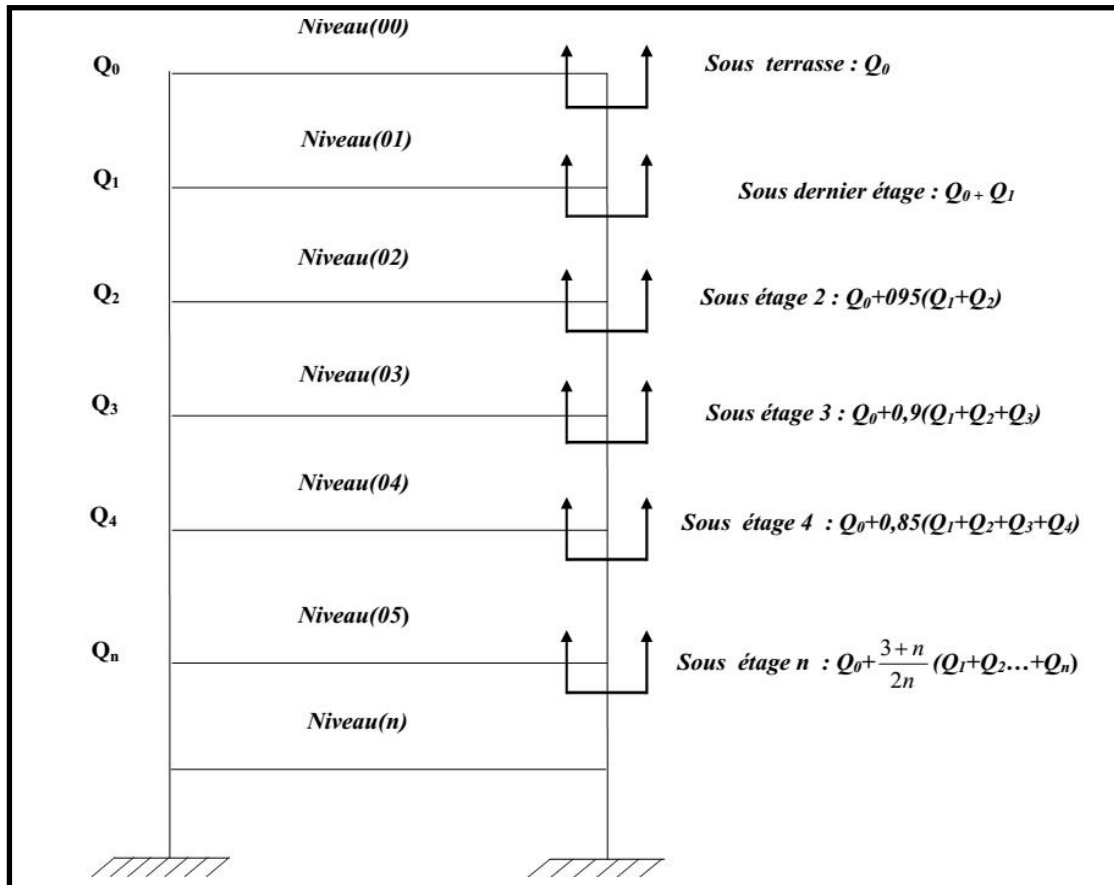 Niveau(00)
Q₀
Sous terrasse : Q₀
Niveau(01)
Q₁
Sous dernier étage : Q₀ ₊ Q₁
Niveau(02)
Q₂
Sous étage 2 : Q₀+095(Q₁+Q₂)
Niveau(03)
Q₃
Sous étage 3 : Q₀+0,9(Q₁+Q₂+Q₃)
Niveau(04)
Q₄
Sous étage 4 : Q₀+0,85(Q₁+Q₂+Q₃+Q₄)
Niveau(05)
Qₙ
Sous étage n : Q₀+\frac{3+n}{2n}(Q₁+Q₂…+Qₙ)
Niveau(n)